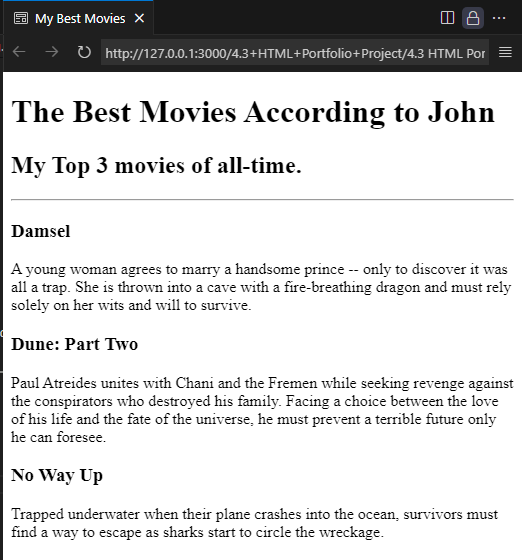 My Best Movies
http://127.0.0.1:3000/4.3+HTML+Portfolio+Project/4.3 HTML Por
The Best Movies According to John
My Top 3 movies of all-time.
Damsel
A young woman agrees to marry a handsome prince -- only to discover it was
all a trap. She is thrown into a cave with a fire-breathing dragon and must rely
solely on her wits and will to survive.
Dune: Part Two
Paul Atreides unites with Chani and the Fremen while seeking revenge against
the conspirators who destroyed his family. Facing a choice between the love
of his life and the fate of the universe, he must prevent a terrible future only
he can foresee.
No Way Up
Trapped underwater when their plane crashes into the ocean, survivors must
find a way to escape as sharks start to circle the wreckage.